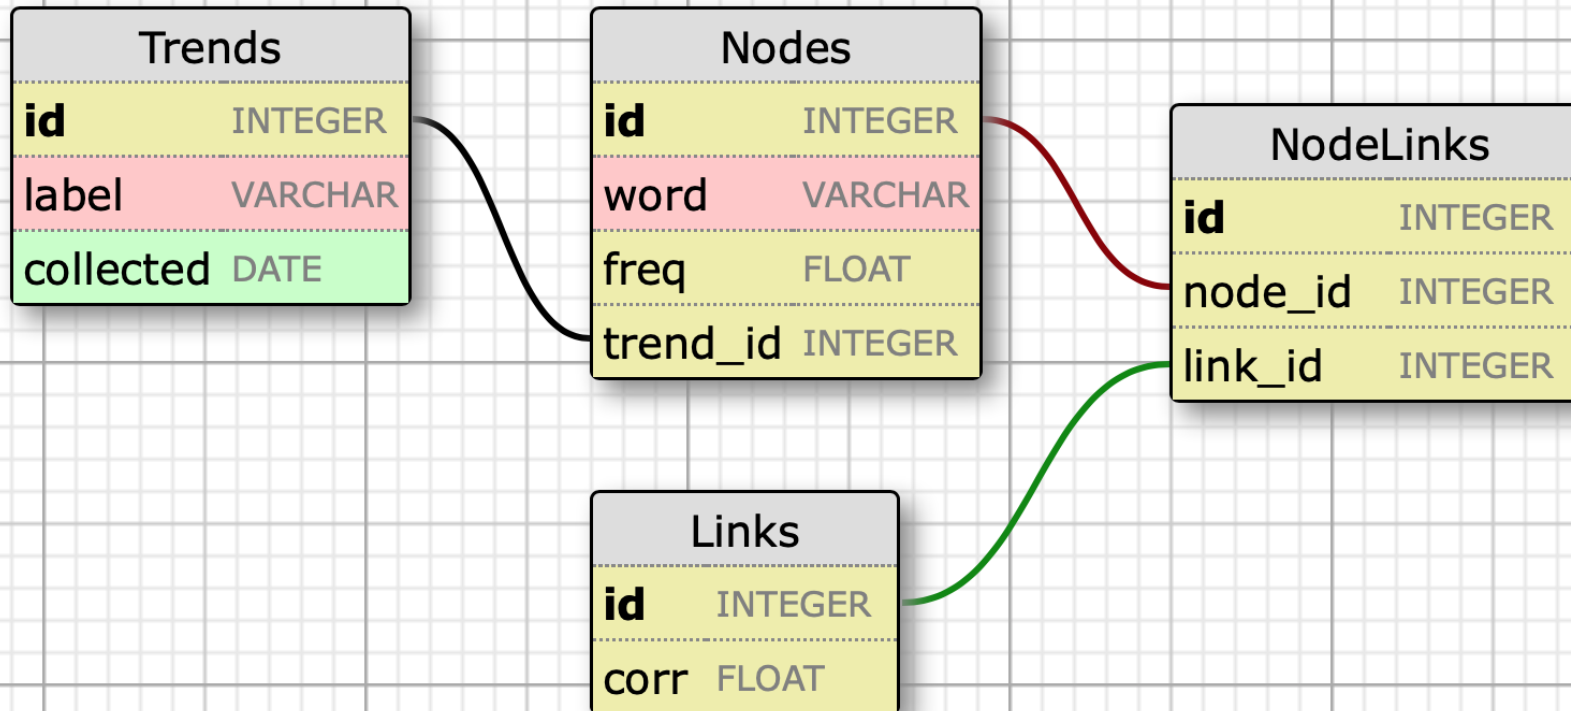 Trends
id INTEGER
label VARCHAR
collected DATE
Nodes
id INTEGER
word VARCHAR
freq FLOAT
trend_id INTEGER
NodeLinks
id INTEGER
node_id INTEGER
link_id INTEGER
Links
id INTEGER
corr FLOAT